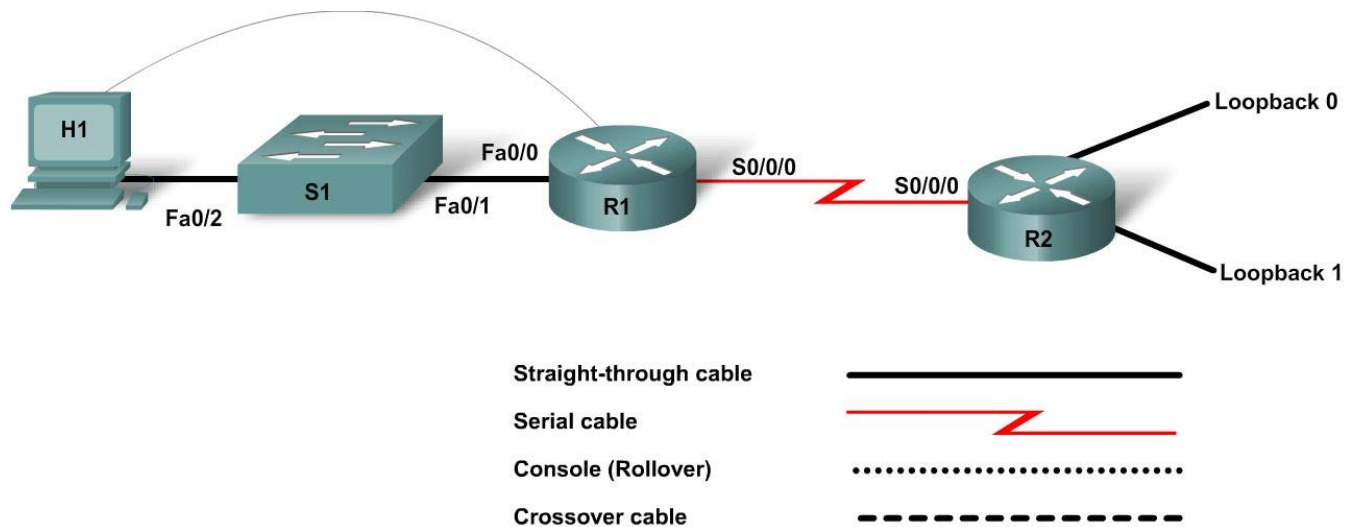 H1
S1
Fa0/2
Fa0/1
Fa0/0
R1
S0/0/0
S0/0/0
R2
Loopback 0
Loopback 1
Straight-through cable
Serial cable
Console (Rollover)
Crossover cable